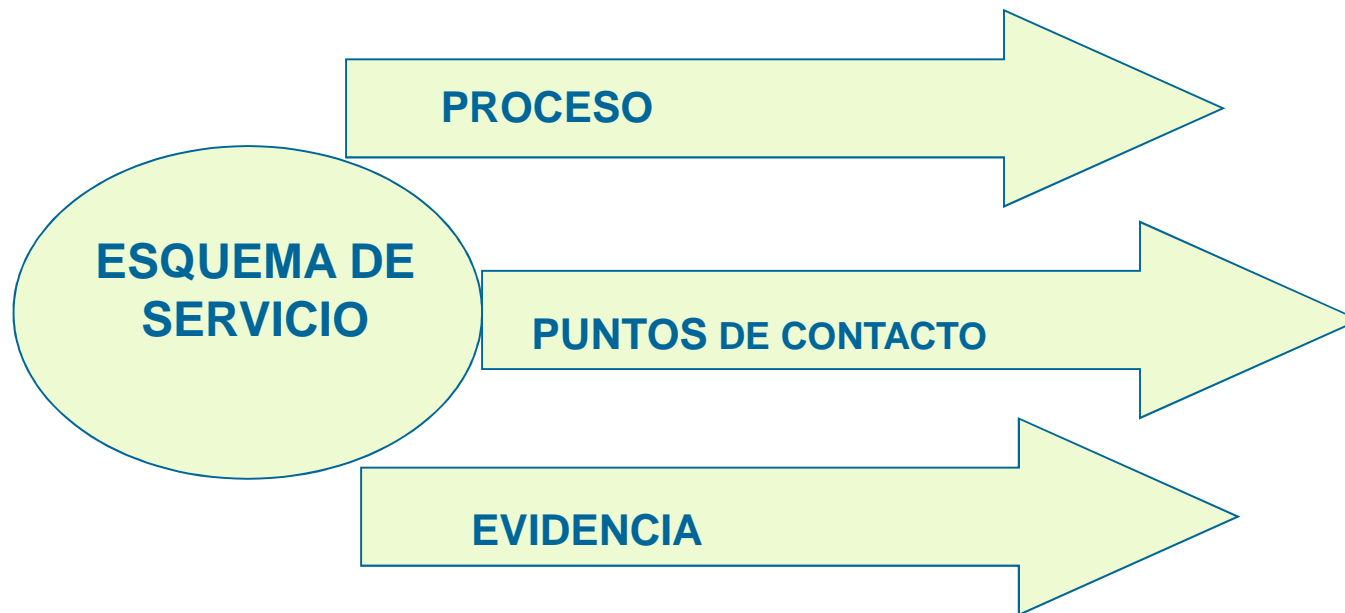 PROCESO
ESQUEMA DE
SERVICIO
PUNTOS DE CONTACTO
EVIDENCIA